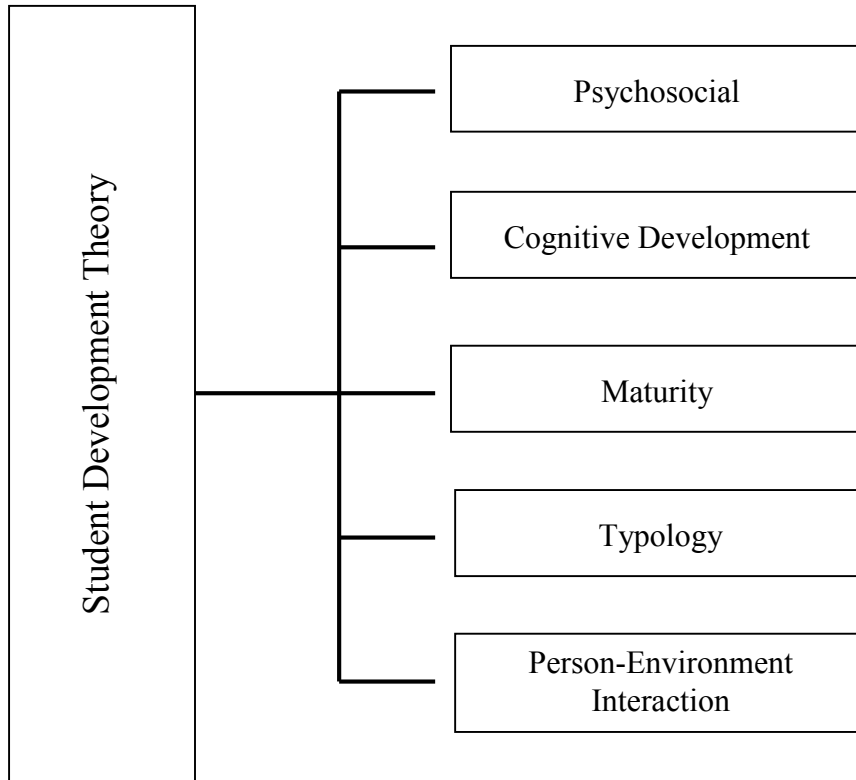 Student Development Theory
Psychosocial
Cognitive Development
Maturity
Typology
Person-Environment
Interaction